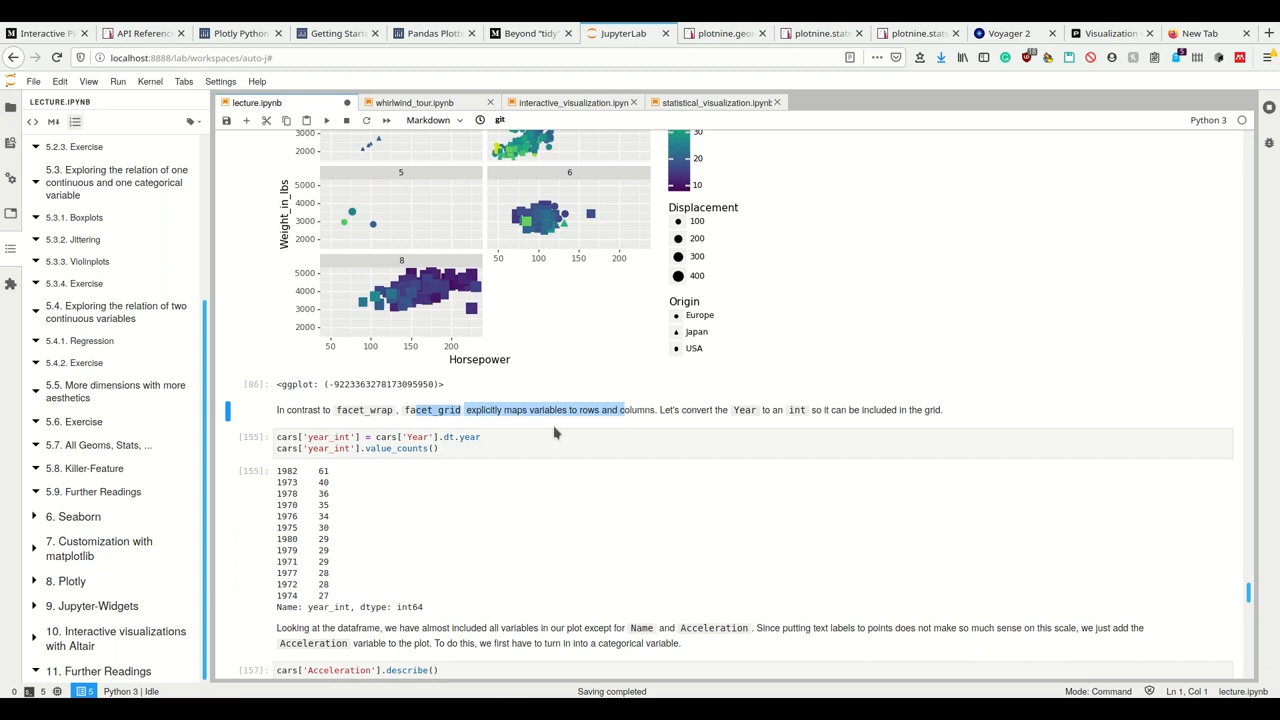 Interactive Pl
API Reference
Plotly Python
Getting Starte
Pandas Plotti
Beyond "tidy"
JupyterLab
plotnine.geo
plotnine.stats
plotnine.stats
Voyager 2
Visualization w
New Tab
localhost:8888/lab/workspaces/auto-j#
File Edit View Run Kernel Tabs Settings Help
LECTURE.IPYNB
lecture.ipynb
whirlwind_tour.ipynb
interactive_visualization.ipyn
statistical_visualization.ipynb
Markdown
git
Python 3
5.2.3. Exercise
5.3. Exploring the relation of one
continuous and one categorical
variable
5.3.1. Boxplots
5.3.2. Jittering
5.3.3. Violinplots
5.3.4. Exercise
5.4. Exploring the relation of two
continuous variables
5.4.1. Regression
5.4.2. Exercise
5.5. More dimensions with more
aesthetics
5.6. Exercise
5.7. All Geoms, Stats, ...
5.8. Killer-Feature
5.9. Further Readings
6. Seaborn
7. Customization with
matplotlib
8. Plotly
9. Jupyter-Widgets
10. Interactive visualizations
with Altair
11. Further Readings
3000
2000
5 6
5000
4000
3000
2000
8
5000
4000
3000
2000
50 100 150 200
50 100 150 200
Weight_in_lbs
Horsepower
30
20
10
Displacement
100
200
300
400
Origin
Europe
Japan
USA
[86]: <ggplot: (-9223363278173095950)>
In contrast to facet_wrap, facet_grid explicitly maps variables to rows and columns. Let's convert the Year to an int so it can be included in the grid.
[155]: cars['year_int'] = cars['Year'].dt.year
cars['year_int'].value_counts()
[155]: 1982 61
1973 40
1978 36
1970 35
1976 34
1975 30
1980 29
1979 29
1971 29
1977 28
1972 28
1974 27
Name: year_int, dtype: int64
Looking at the dataframe, we have almost included all variables in our plot except for Name and Acceleration. Since putting text labels to points does not make so much sense on this scale, we just add the
Acceleration variable to the plot. To do this, we first have to turn in into a categorical variable.
[157]: cars['Acceleration'].describe()
0 5 5 Python 3 | Idle
Saving completed
Mode: Command Ln 1, Col 1 lecture.ipynb